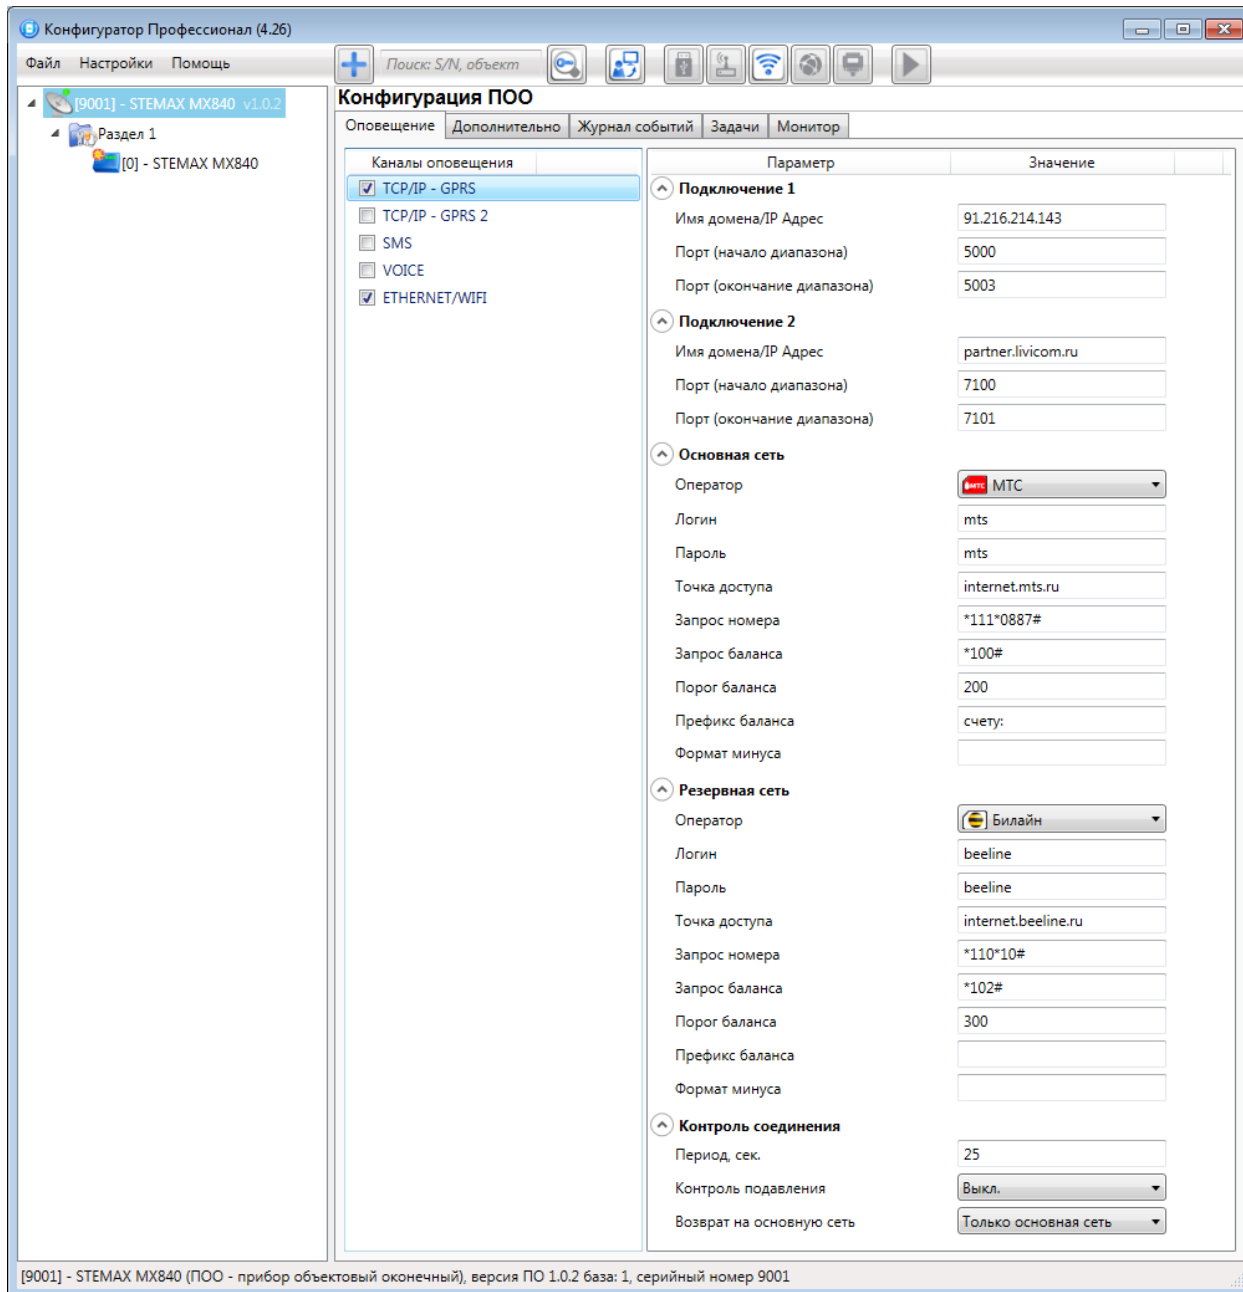 Конфигуратор Профессионал (4.26)
Файл Настройки Помощь
Поиск: S/N, объект
[9001] - STEMAX MX840 v1.0.2
Раздел 1
[0] - STEMAX MX840
Конфигурация ПОО
Оповещение Дополнительно Журнал событий Задачи Монитор
Каналы оповещения
TCP/IP - GPRS
TCP/IP - GPRS 2
SMS
VOICE
ETHERNET/WIFI
Параметр Значение
Подключение 1
Имя домена/IP Адрес 91.216.214.143
Порт (начало диапазона) 5000
Порт (окончание диапазона) 5003
Подключение 2
Имя домена/IP Адрес partner.livicom.ru
Порт (начало диапазона) 7100
Порт (окончание диапазона) 7101
Основная сеть
Оператор МТС МТС
Логин mts
Пароль mts
Точка доступа internet.mts.ru
Запрос номера *111*0887#
Запрос баланса *100#
Порог баланса 200
Префикс баланса счету:
Формат минуса
Резервная сеть
Оператор Билайн
Логин beeline
Пароль beeline
Точка доступа internet.beeline.ru
Запрос номера *110*10#
Запрос баланса *102#
Порог баланса 300
Префикс баланса
Формат минуса
Контроль соединения
Период, сек. 25
Контроль подавления Выкл.
Возврат на основную сеть Только основная сеть
[9001] - STEMAX MX840 (ПОО - прибор объектовый оконечный), версия ПО 1.0.2 база: 1, серийный номер 9001